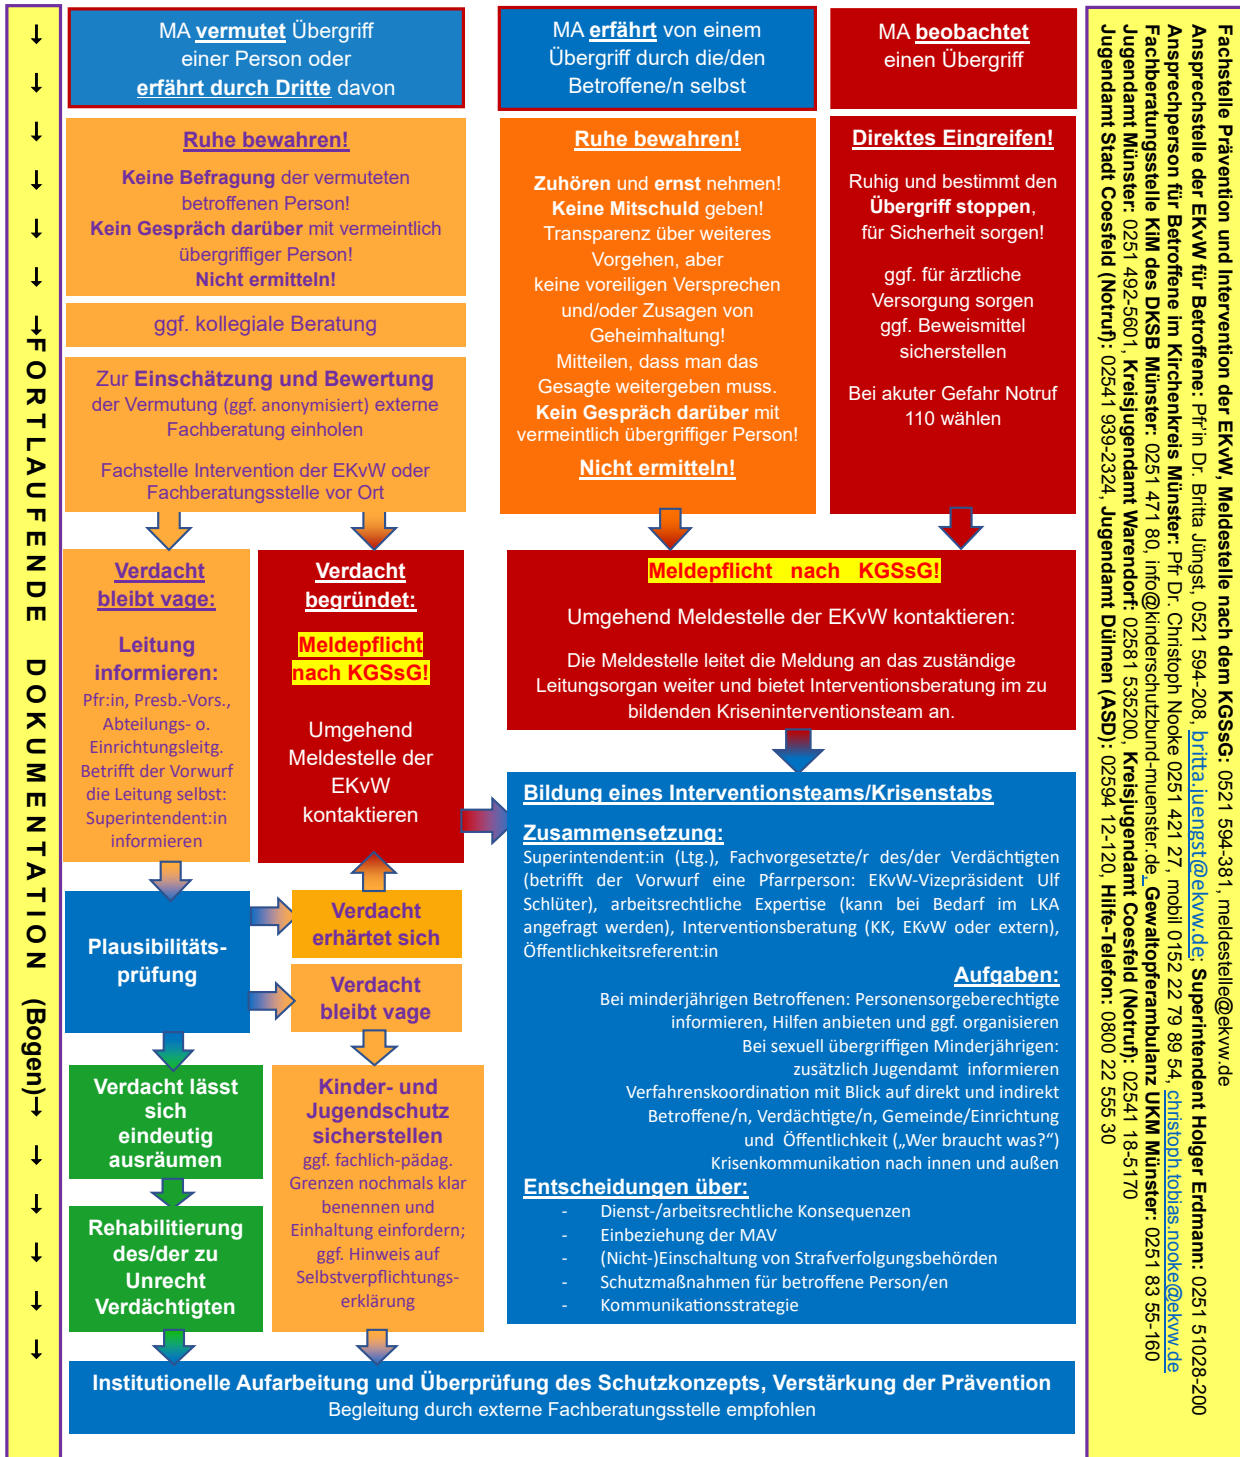 ↓
↓
↓
↓
↓
↓
↓ F O R T L A U F E N D E   D O K U M E N T A T I O N   (Bogen) ↓
↓
↓
↓
↓
↓
MA vermutet Übergriff
einer Person oder
erfährt durch Dritte davon
Ruhe bewahren!
Keine Befragung der vermuteten
betroffenen Person!
Kein Gespräch darüber mit vermeintlich
übergriffiger Person!
Nicht ermitteln!
ggf. kollegiale Beratung
Zur Einschätzung und Bewertung
der Vermutung (ggf. anonymisiert) externe
Fachberatung einholen
Fachstelle Intervention der EKvW oder
Fachberatungsstelle vor Ort
MA erfährt von einem
Übergriff durch die/den
Betroffene/n selbst
Ruhe bewahren!
Zuhören und ernst nehmen!
Keine Mitschuld geben!
Transparenz über weiteres
Vorgehen, aber
keine voreiligen Versprechen
und/oder Zusagen von
Geheimhaltung!
Mitteilen, dass man das
Gesagte weitergeben muss.
Kein Gespräch darüber mit
vermeintlich übergriffiger Person!
Nicht ermitteln!
MA beobachtet
einen Übergriff
Direktes Eingreifen!
Ruhig und bestimmt den
Übergriff stoppen,
für Sicherheit sorgen!
ggf. für ärztliche
Versorgung sorgen
ggf. Beweismittel
sicherstellen
Bei akuter Gefahr Notruf
110 wählen
Verdacht
bleibt vage:
Leitung
informieren:
Pfr:in, Presb.-Vors.,
Abteilungs- o.
Einrichtungsleitg.
Betrifft der Vorwurf
die Leitung selbst:
Superintendent:in
informieren
Verdacht
begründet:
Meldepflicht
nach KGSsG!
Umgehend
Meldestelle der
EKvW
kontaktieren
Meldepflicht nach KGSsG!
Umgehend Meldestelle der EKvW kontaktieren:
Die Meldestelle leitet die Meldung an das zuständige
Leitungsorgan weiter und bietet Interventionsberatung im zu
bildenden Kriseninterventionsteam an.
Plausibilitäts-
prüfung
Verdacht
erhärtet sich
Verdacht
bleibt vage
Verdacht lässt
sich
eindeutig
ausräumen
Rehabilitierung
des/der zu
Unrecht
Verdächtigten
Kinder- und
Jugendschutz
sicherstellen
ggf. fachlich-pädag.
Grenzen nochmals klar
benennen und
Einhaltung einfordern;
ggf. Hinweis auf
Selbstverpflichtungs-
erklärung
Bildung eines Interventionsteams/Krisenstabs
Zusammensetzung:
Superintendent:in (Ltg.), Fachvorgesetzte/r des/der Verdächtigten
(betrifft der Vorwurf eine Pfarrperson: EKvW-Vizepräsident Ulf
Schlüter), arbeitsrechtliche Expertise (kann bei Bedarf im LKA
angefragt werden), Interventionsberatung (KK, EKvW oder extern),
Öffentlichkeitsreferent:in
Aufgaben:
Bei minderjährigen Betroffenen: Personensorgeberechtigte
informieren, Hilfen anbieten und ggf. organisieren
Bei sexuell übergriffigen Minderjährigen:
zusätzlich Jugendamt informieren
Verfahrenskoordination mit Blick auf direkt und indirekt
Betroffene/n, Verdächtigte/n, Gemeinde/Einrichtung
und Öffentlichkeit („Wer braucht was?“)
Krisenkommunikation nach innen und außen
Entscheidungen über:
- Dienst-/arbeitsrechtliche Konsequenzen
- Einbeziehung der MAV
- (Nicht-)Einschaltung von Strafverfolgungsbehörden
- Schutzmaßnahmen für betroffene Person/en
- Kommunikationsstrategie
Institutionelle Aufarbeitung und Überprüfung des Schutzkonzepts, Verstärkung der Prävention
Begleitung durch externe Fachberatungsstelle empfohlen
Fachstelle Prävention und Intervention der EKvW, Meldestelle nach dem KGSsG: 0521 594-381, meldestelle@ekvw.de
Ansprechstelle der EKvW für Betroffene: Pfr'in Dr. Britta Jüngst, 0521 594-208, britta.juengst@ekvw.de; Superintendent Holger Erdmann: 0251 51028-200
Ansprechperson für Betroffene im Kirchenkreis Münster: Pfr Dr. Christoph Nooke 0251 421 27, mobil 0152 22 79 89 54, christoph.tobias.nooke@ekvw.de
Fachberatungsstelle KiM des DKSB Münster: 0251 471 80, info@kinderschutzbund-muenster.de, Gewaltopferambulanz UKM Münster: 0251 83 55-160
Jugendamt Münster: 0251 492-5601, Kreisjugendamt Warendorf: 02581 535200, Kreisjugendamt Coesfeld (Notruf): 02541 18-5170
Jugendamt Stadt Coesfeld (Notruf): 02541 939-2324, Jugendamt Dülmen (ASD): 02594 12-120, Hilfe-Telefon: 0800 22 555 30